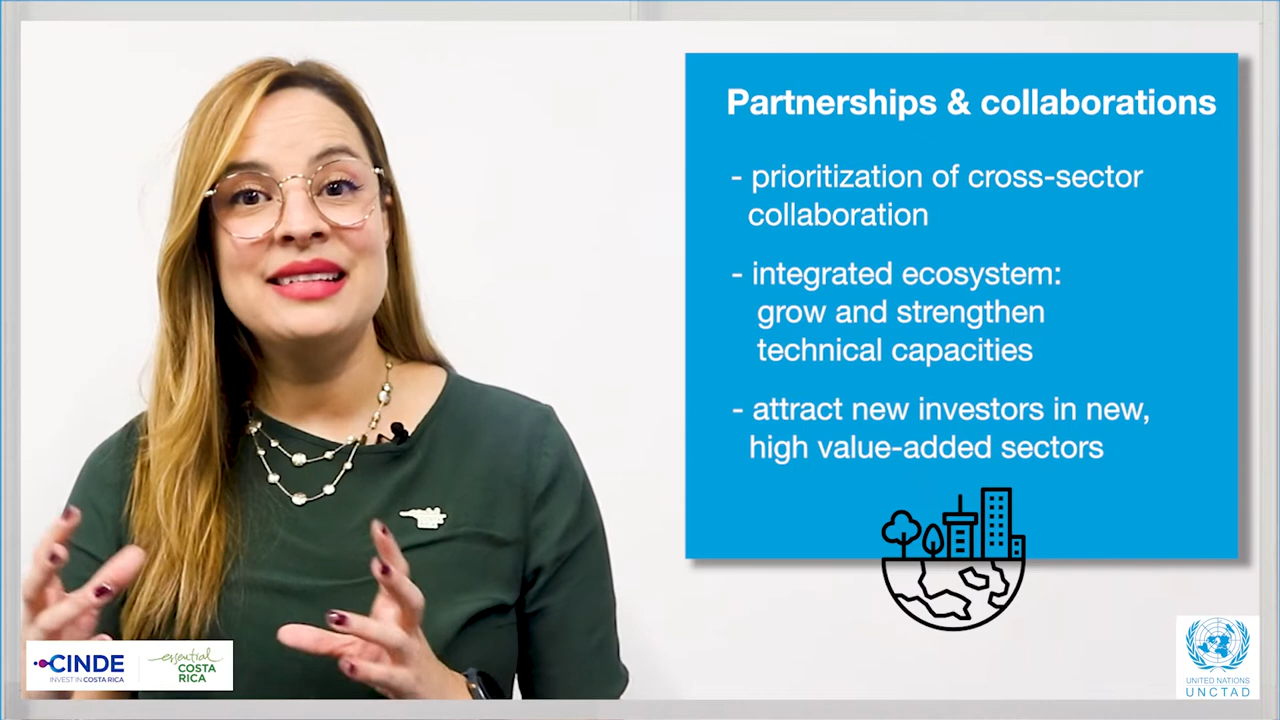 Partnerships & collaborations
- prioritization of cross-sector
collaboration
- integrated ecosystem:
grow and strengthen
technical capacities
- attract new investors in new,
high value-added sectors
CINDE
INVEST IN COSTA RICA
essential
COSTA
RICA
UNITED NATIONS
UNCTAD